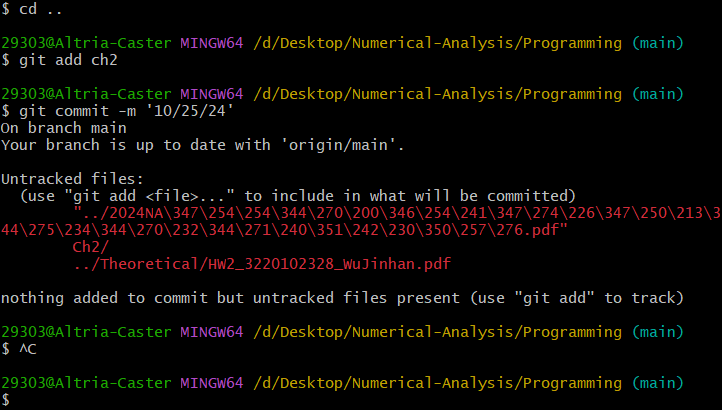 $ cd ..
29303@Altria-Caster MINGW64 /d/Desktop/Numerical-Analysis/Programming (main)
$ git add ch2
29303@Altria-Caster MINGW64 /d/Desktop/Numerical-Analysis/Programming (main)
$ git commit -m '10/25/24'
On branch main
Your branch is up to date with 'origin/main'.
Untracked files:
(use "git add <file>..." to include in what will be committed)
"../2024NA\347\254\254\344\270\200\346\254\241\347\274\226\347\250\213\3
44\275\234\344\270\232\344\271\240\351\242\230\350\257\276.pdf"
Ch2/
../Theoretical/HW2_3220102328_WuJinhan.pdf
nothing added to commit but untracked files present (use "git add" to track)
29303@Altria-Caster MINGW64 /d/Desktop/Numerical-Analysis/Programming (main)
$ ^C
29303@Altria-Caster MINGW64 /d/Desktop/Numerical-Analysis/Programming (main)
$